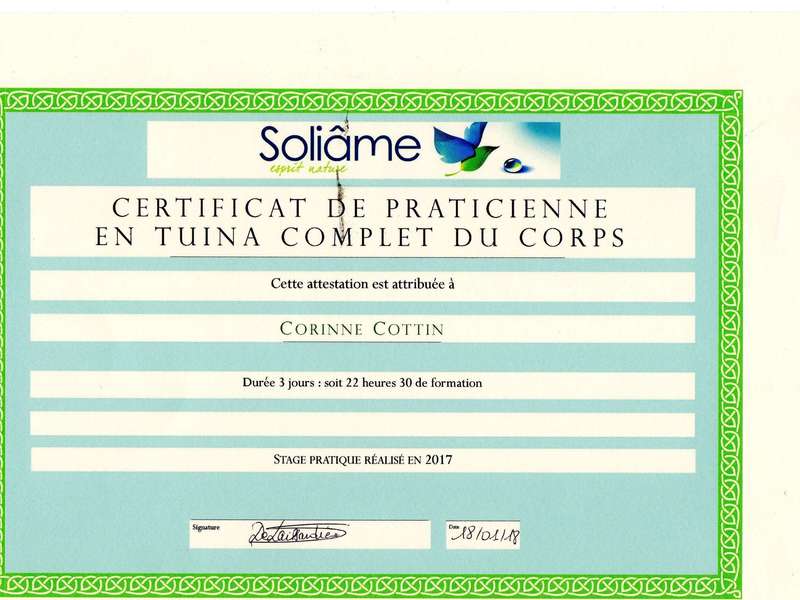 Soliâme
esprit nature
CERTIFICAT DE PRATICIENNE
EN TUINA COMPLET DU CORPS
Cette attestation est attribuée à
CORINNE COTTIN
Durée 3 jours : soit 22 heures 30 de formation
STAGE PRATIQUE RÉALISÉ EN 2017
Signature
Date 18/01/18